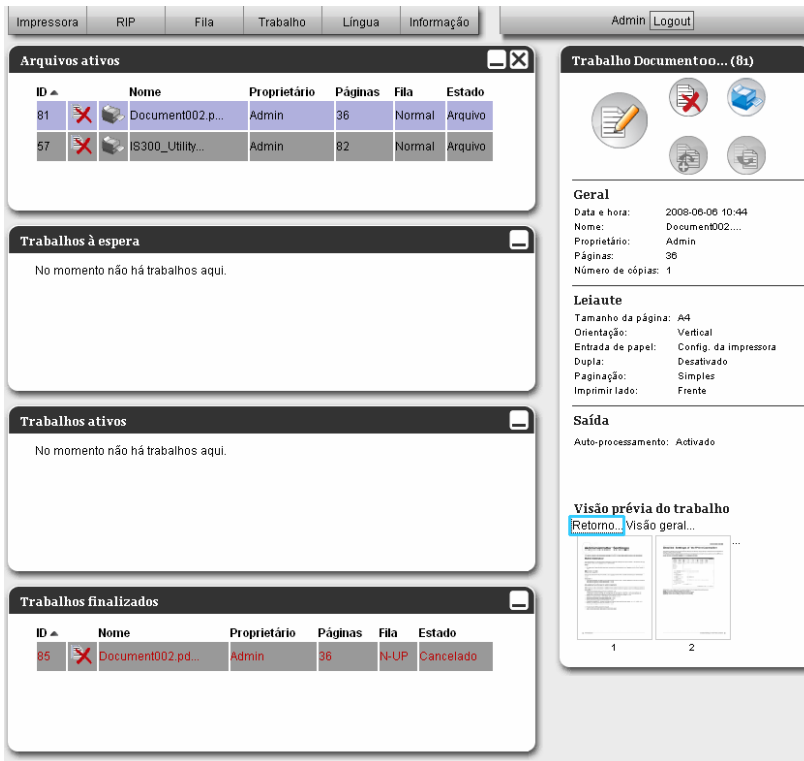 Impressora RIP Fila Trabalho Língua Informação
Admin Logout
Arquivos ativos
ID Nome Proprietário Páginas Fila Estado
81 Document002.p... Admin 36 Normal Arquivo
57 IS300_Utility... Admin 82 Normal Arquivo
Trabalhos à espera
No momento não há trabalhos aqui.
Trabalhos ativos
No momento não há trabalhos aqui.
Trabalhos finalizados
ID Nome Proprietário Páginas Fila Estado
85 Document002.pd... Admin 36 N-UP Cancelado
Trabalho Document00... (81)
Geral
Data e hora: 2008-06-06 10:44
Nome: Document002....
Proprietário: Admin
Páginas: 36
Número de cópias: 1
Leiaute
Tamanho da página: A4
Orientação: Vertical
Entrada de papel: Config. da impressora
Dupla: Desativado
Paginação: Simples
Imprimir lado: Frente
Saída
Auto-processamento: Activado
Visão prévia do trabalho
Retorno... Visão geral...
...
Administrator Settings
1 2